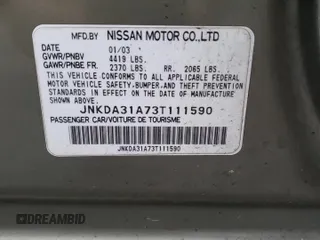 MFD.BY NISSAN MOTOR CO.,LTD
DATE 01/03
GVWR/PNBV 4419 LBS.
GAWR/PNBE FR. 2370 LBS. RR. 2065 LBS.
THIS VEHICLE CONFORMS TO ALL APPLICABLE FEDERAL
MOTOR VEHICLE SAFETY, BUMPER, AND THEFT
PREVENTION STANDARDS IN EFFECT ON THE DATE OF
MANUFACTURE SHOWN ABOVE.
JNKDA31A73T111590
PASSENGER CAR/VOITURE DE TOURISME
JNKDA31A73T111590
DREAMBID